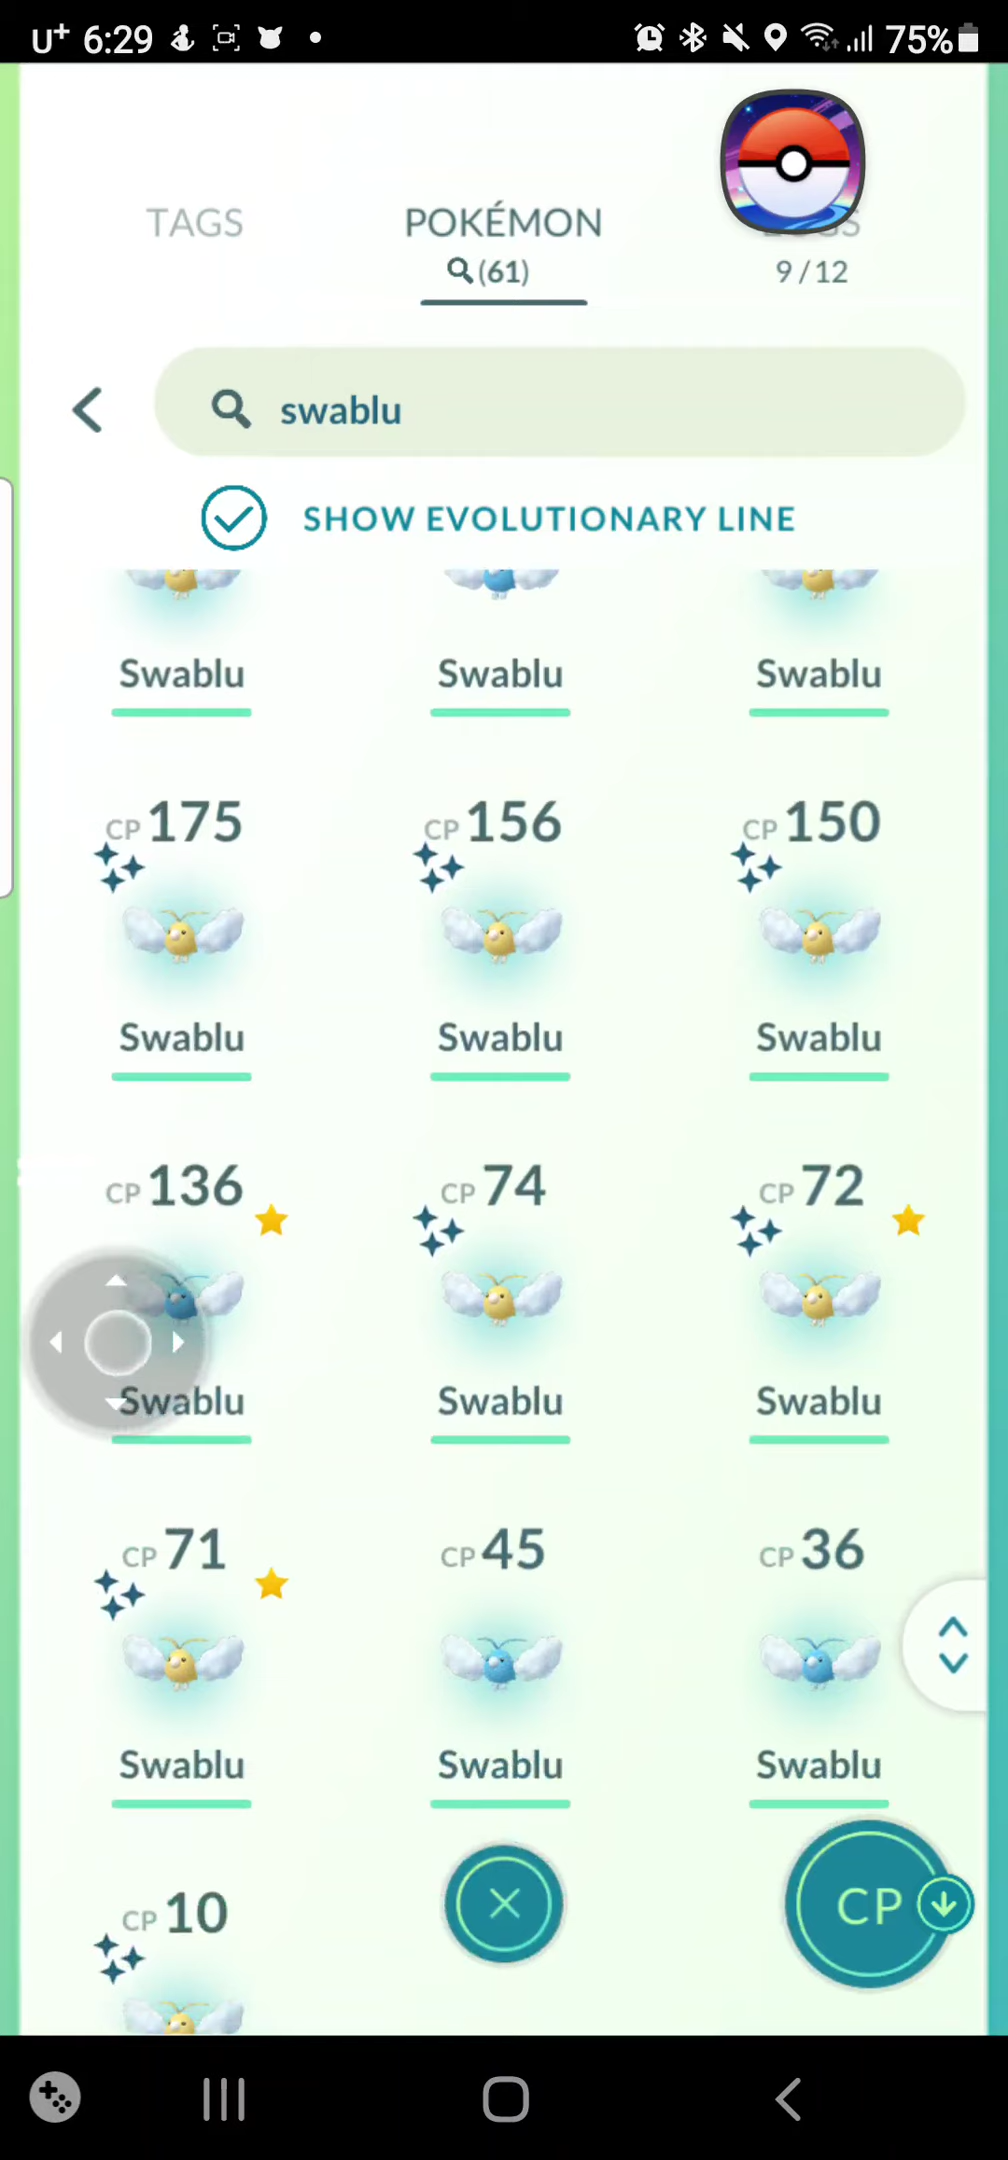 U+ 6:29 75%
TAGS POKÉMON
(61) 9 / 12
swablu
SHOW EVOLUTIONARY LINE
Swablu Swablu Swablu
CP 175 CP 156 CP 150
Swablu Swablu Swablu
CP 136 CP 74 CP 72
Swablu Swablu Swablu
CP 71 CP 45 CP 36
Swablu Swablu Swablu
CP 10
CP